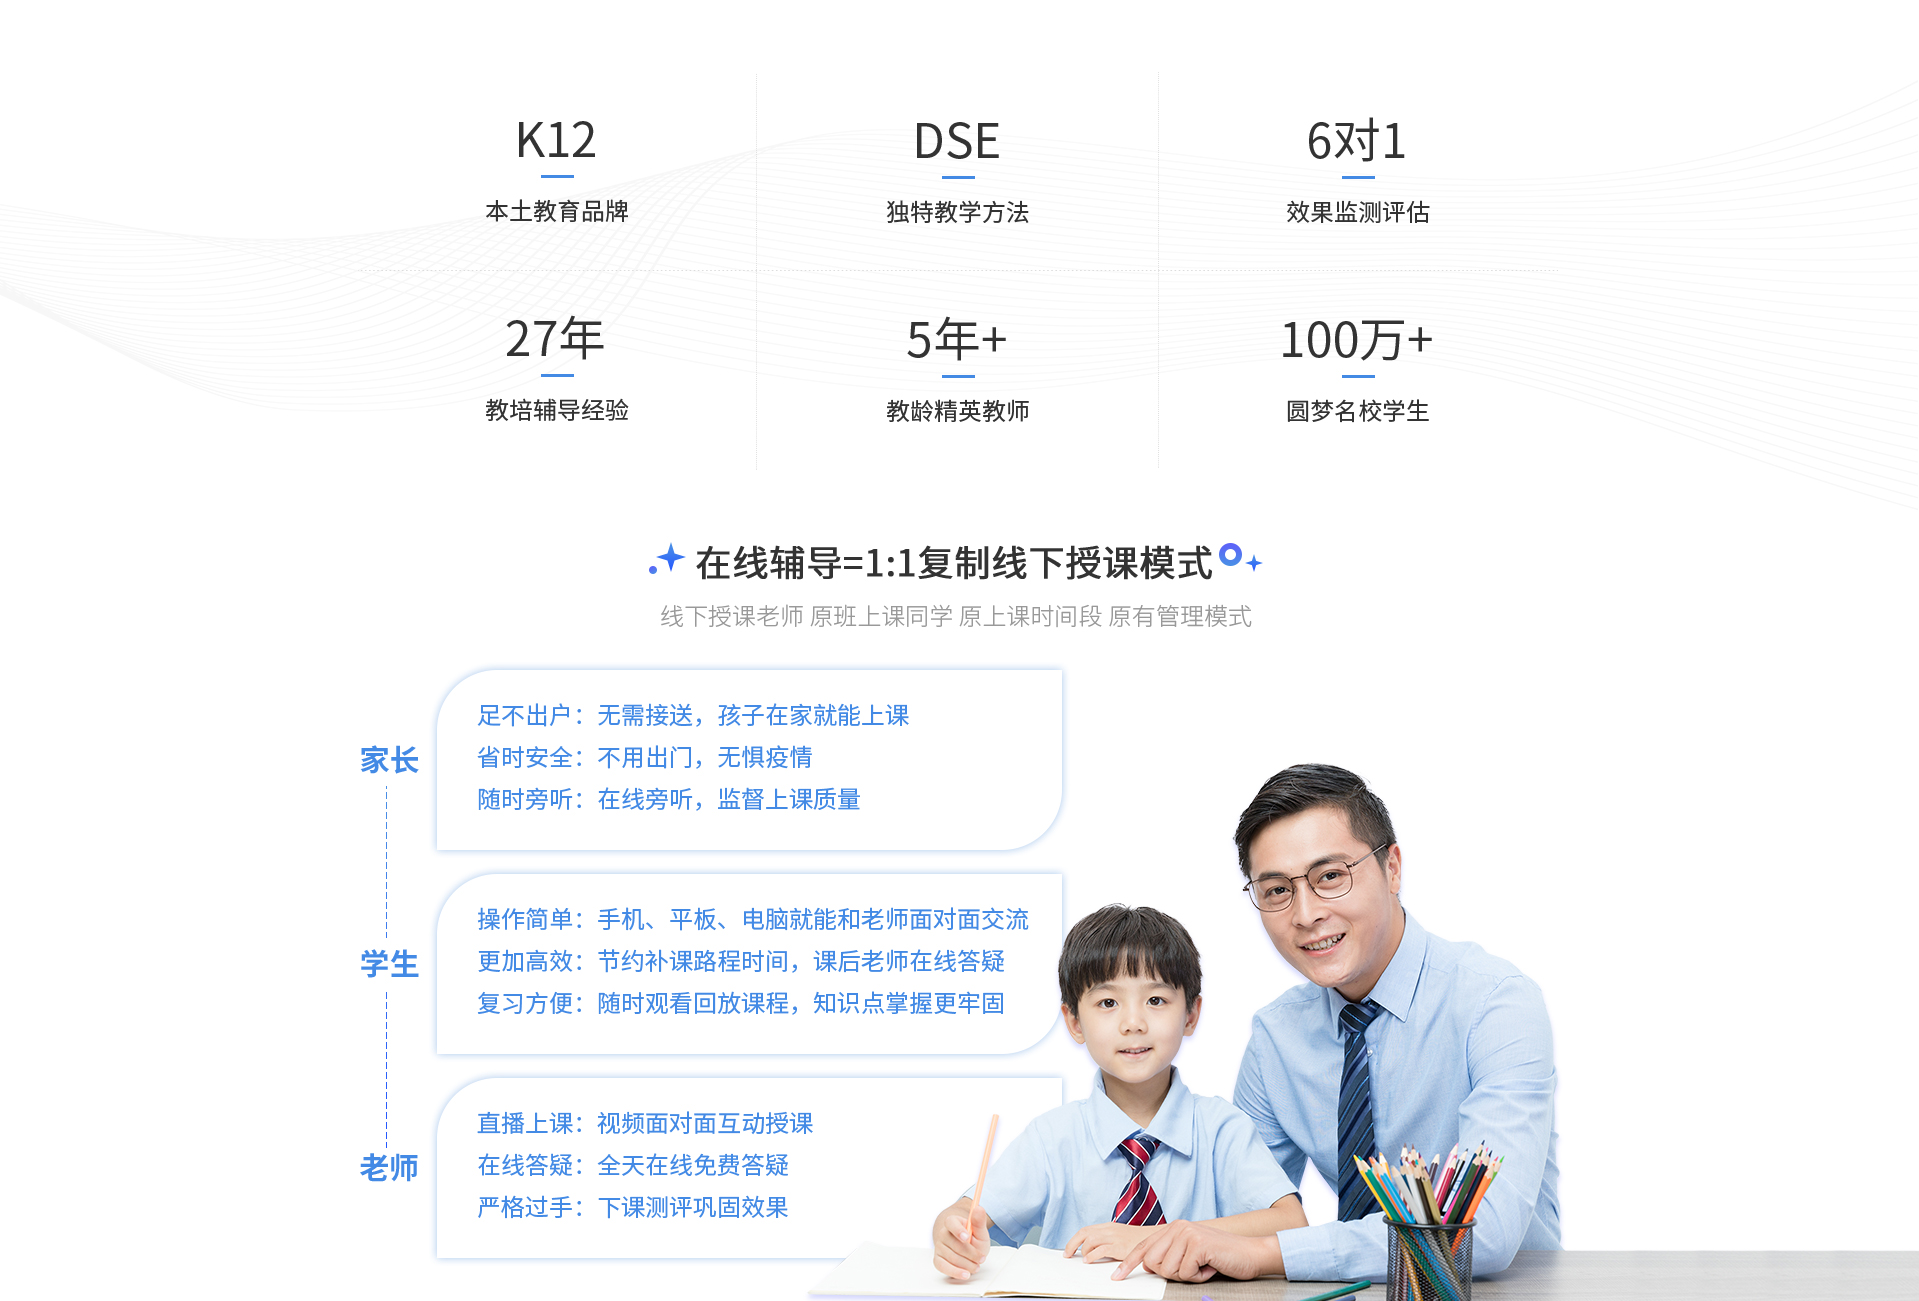 K12
本土教育品牌
DSE
独特教学方法
6对1
效果监测评估
27年
教培辅导经验
5年+
教龄精英教师
100万+
圆梦名校学生
在线辅导=1:1复制线下授课模式
线下授课老师 原班上课同学 原上课时间段 原有管理模式
家长
足不出户：无需接送，孩子在家就能上课
省时安全：不用出门，无惧疫情
随时旁听：在线旁听，监督上课质量
学生
操作简单：手机、平板、电脑就能和老师面对面交流
更加高效：节约补课路程时间，课后老师在线答疑
复习方便：随时观看回放课程，知识点掌握更牢固
老师
直播上课：视频面对面互动授课
在线答疑：全天在线免费答疑
严格过手：下课测评巩固效果